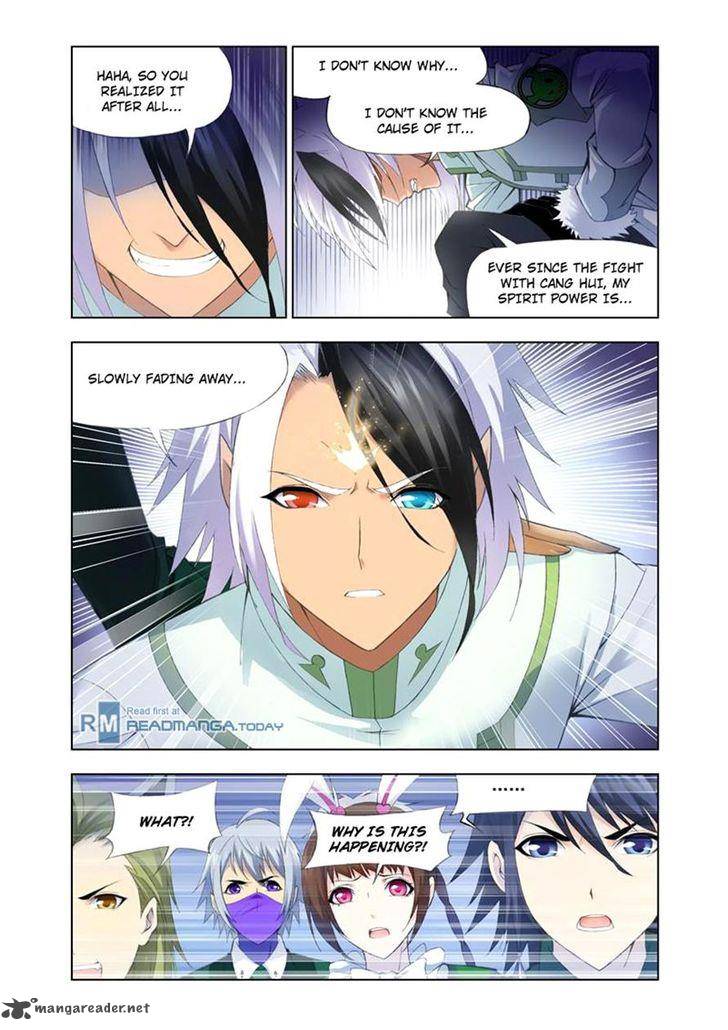 HAHA, SO YOU
REALIZED IT
AFTER ALL...
I DON'T KNOW WHY...
I DON'T KNOW THE
CAUSE OF IT...
EVER SINCE THE FIGHT
WITH CANG HUI, MY
SPIRIT POWER IS...
SLOWLY FADING AWAY...
RM
Read first at
READMANGA.TODAY
WHAT?!
WHY IS THIS
HAPPENING?!
......
mangareader.net